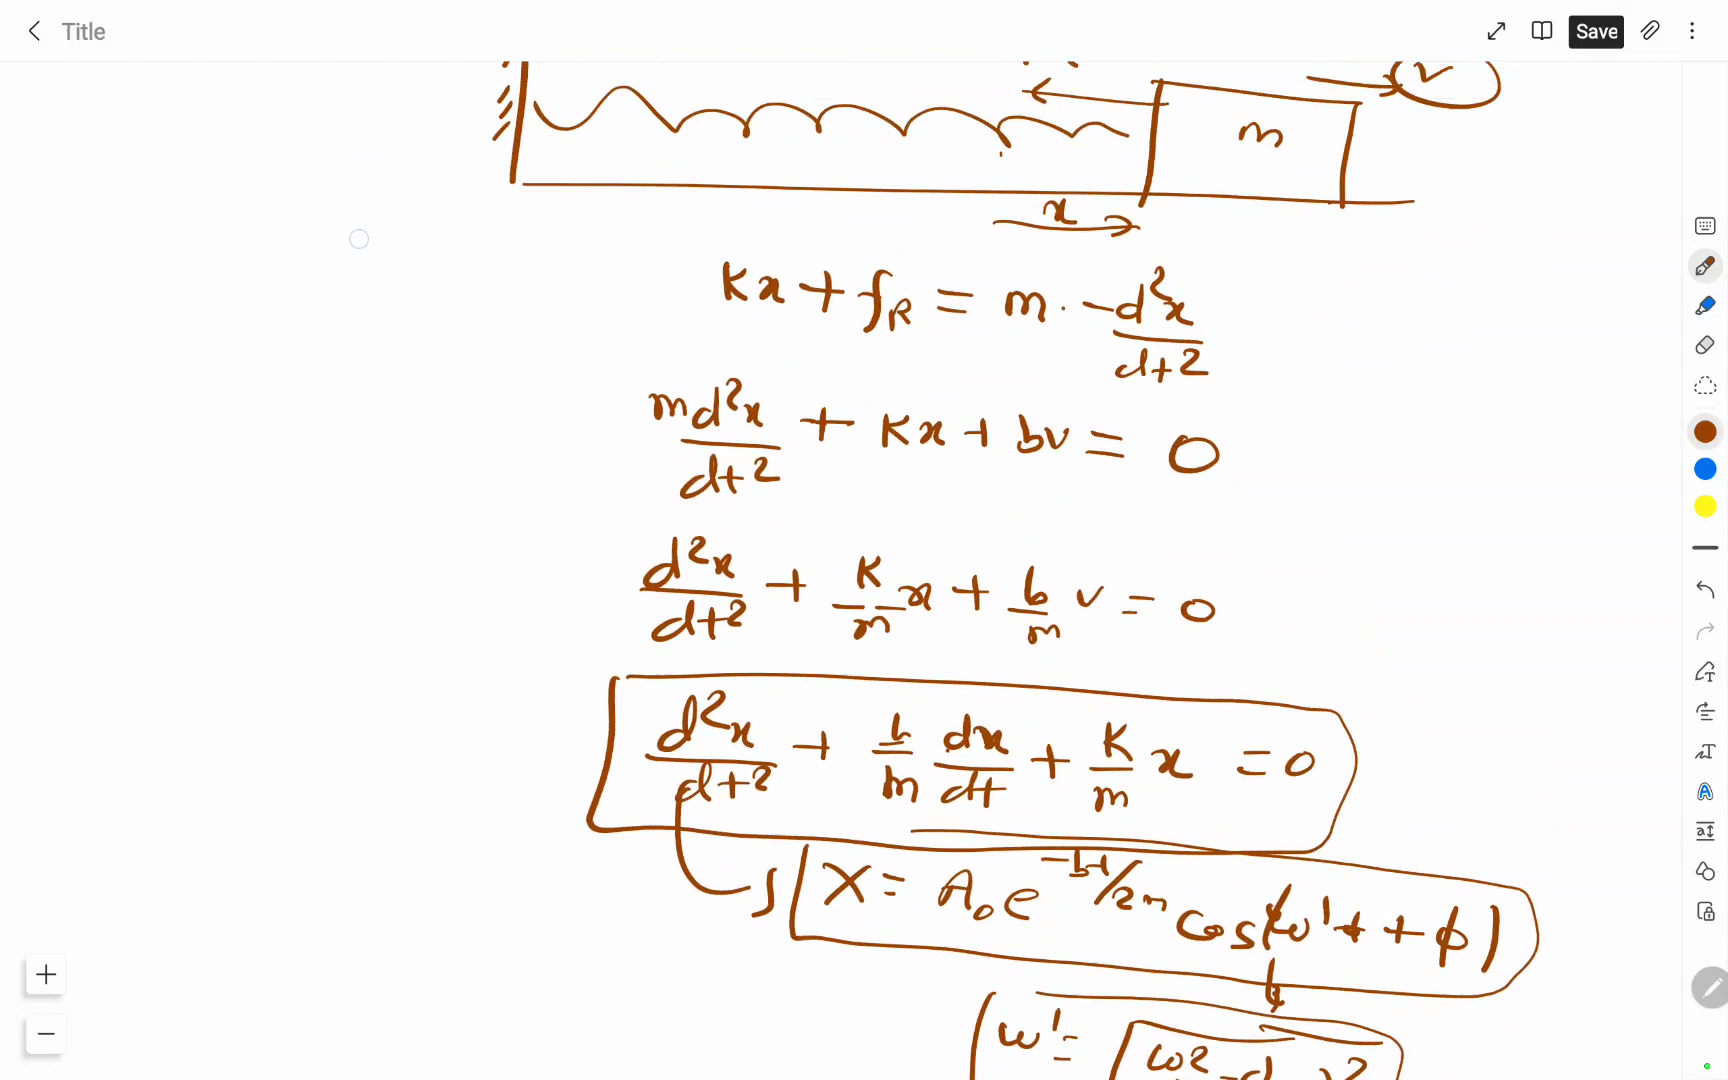 Title
Save
v
m
x
Kx + fR = m · -d²x/dt2
md²x/dt2 + Kx + bv = 0
d²x/dt2 + K/m x + b/m v = 0
d²x/dt2 + b/m dx/dt + K/m x = 0
X = A₀e^-bt/2m cos(ω't + φ)
ω' =